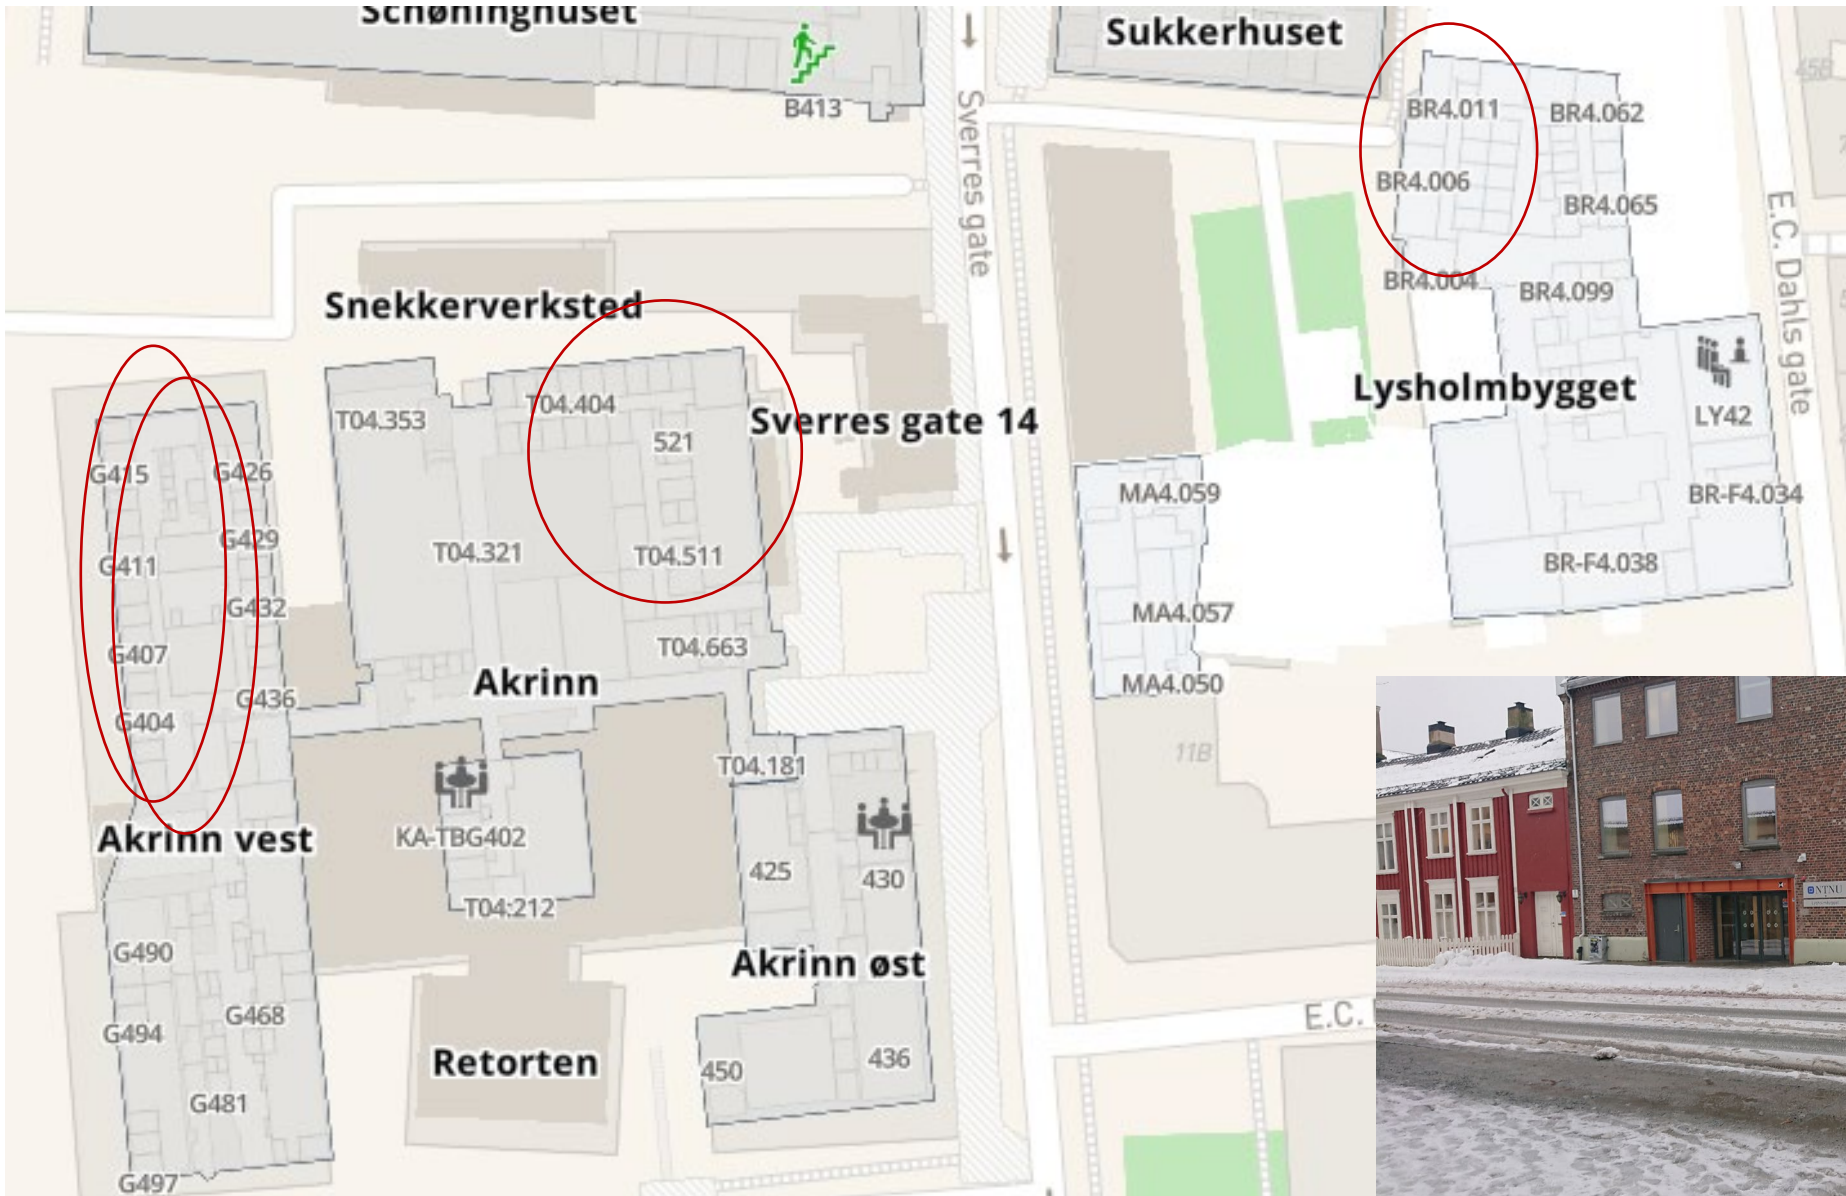 Schøninghuset
B413
Sverres gate
Sukkerhuset
BR4.011
BR4.062
BR4.006
BR4.065
BR4.004
BR4.099
E.C. Dahls gate
45B
Snekkerverksted
T04.353
T04.404
521
Sverres gate 14
Lysholmbygget
LY42
G415
G426
G429
G411
G432
G407
G436
G404
T04.321
T04.511
T04.663
MA4.059
MA4.057
MA4.050
BR-F4.034
BR-F4.038
Akrinn
T04.181
11B
Akrinn vest
KA-TBG402
425
430
T04.212
G490
Akrinn øst
G494
G468
Retorten
450
436
E.C.
G481
G497
NTNU